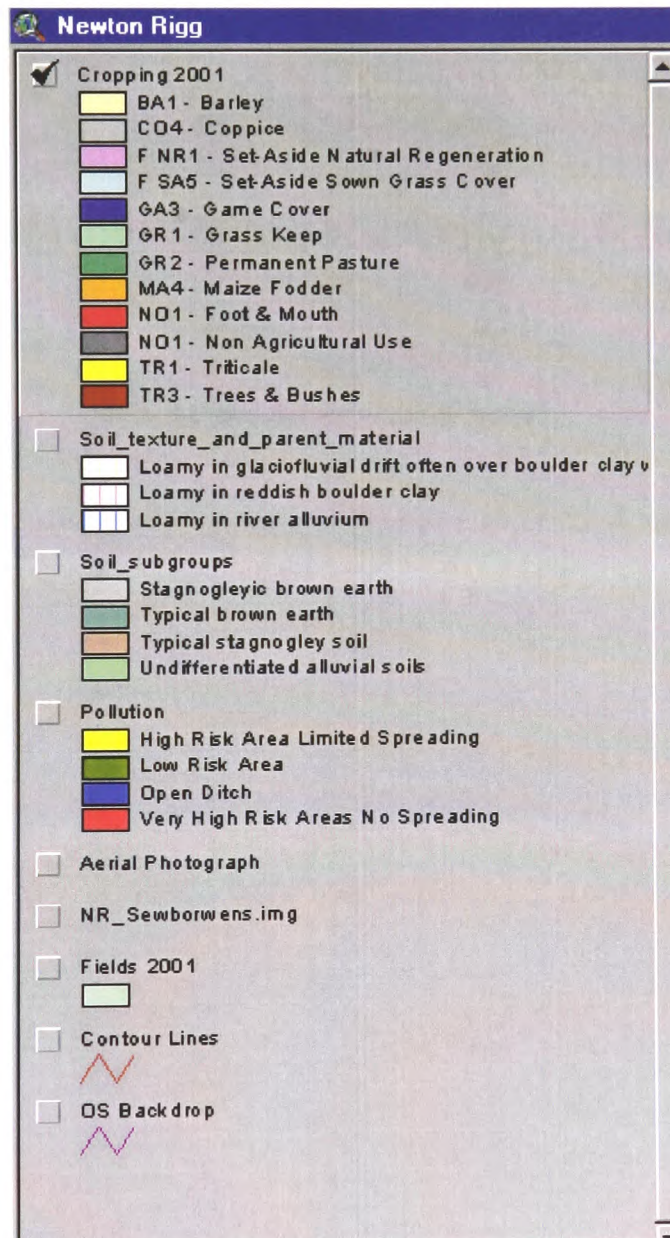 Newton Rigg
Cropping 2001
BA1 - Barley
CO4 - Coppice
F NR1 - Set-Aside Natural Regeneration
F SA5 - Set-Aside Sown Grass Cover
GA3 - Game Cover
GR1 - Grass Keep
GR2 - Permanent Pasture
MA4 - Maize Fodder
NO1 - Foot & Mouth
NO1 - Non Agricultural Use
TR1 - Triticale
TR3 - Trees & Bushes
Soil_texture_and_parent_material
Loamy in glaciofluvial drift often over boulder clay
Loamy in reddish boulder clay
Loamy in river alluvium
Soil_subgroups
Stagnogleyic brown earth
Typical brown earth
Typical stagnogley soil
Undifferentiated alluvial soils
Pollution
High Risk Area Limited Spreading
Low Risk Area
Open Ditch
Very High Risk Areas No Spreading
Aerial Photograph
NR_Sewborwens.img
Fields 2001
Contour Lines
OS Backdrop